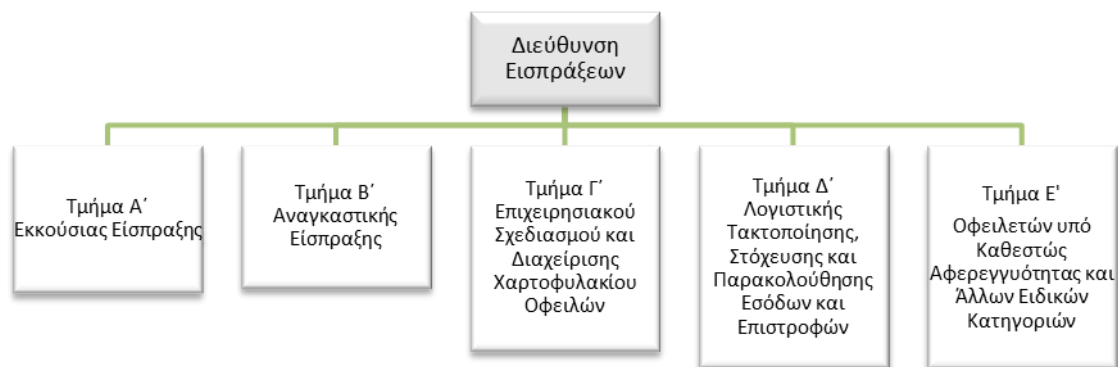 Διεύθυνση
Εισπράξεων
Τμήμα Α΄
Εκκούσιας Είσπραξης
Τμήμα Β΄
Αναγκαστικής
Είσπραξης
Τμήμα Γ΄
Επιχειρησιακού
Σχεδιασμού και
Διαχείρισης
Χαρτοφυλακίου
Οφειλών
Τμήμα Δ΄
Λογιστικής
Τακτοποίησης,
Στόχευσης και
Παρακολούθησης
Εσόδων και
Επιστροφών
Τμήμα Ε'
Οφειλετών υπό
Καθεστώς
Αφερεγγυότητας και
Άλλων Ειδικών
Κατηγοριών